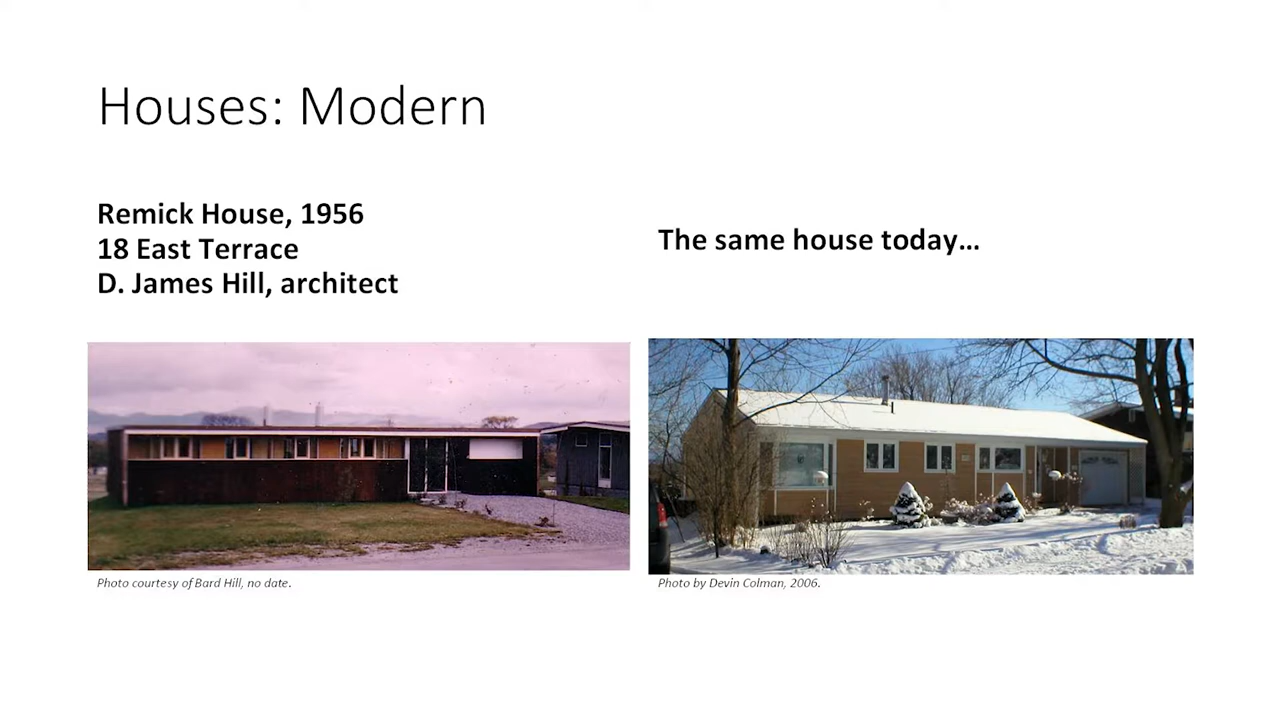 Houses: Modern
Remick House, 1956
18 East Terrace
D. James Hill, architect
The same house today…
Photo courtesy of Bard Hill, no date.
Photo by Devin Colman, 2006.